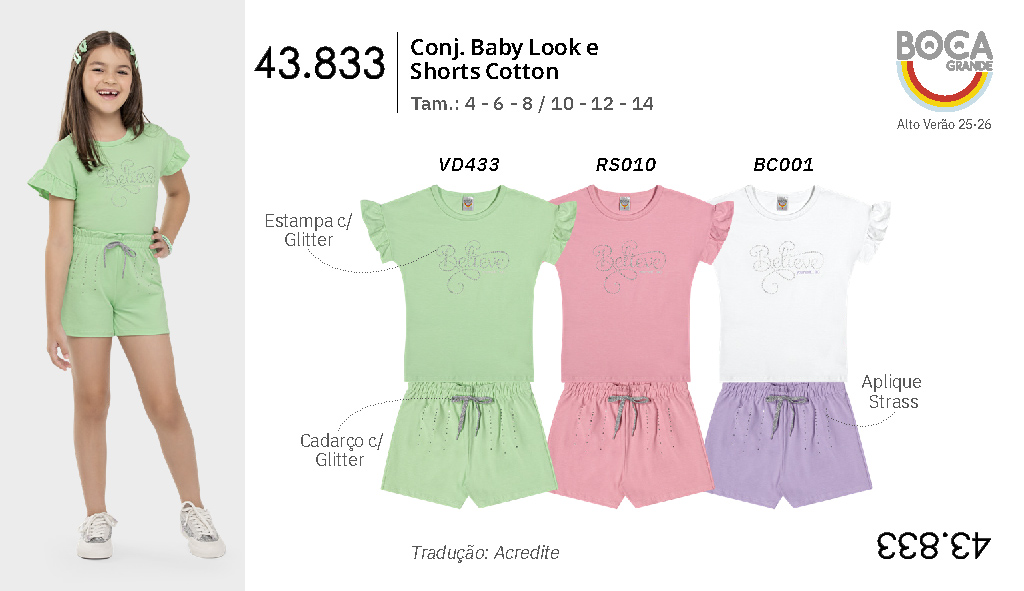 43.833
Conj. Baby Look e
Shorts Cotton
Tam.: 4 - 6 - 8 / 10 - 12 - 14
BOCA
GRANDE
Alto Verão 25-26
VD433
RS010
BC001
Estampa c/
Glitter
Believe
Believe
Believe
Believe
Aplique
Strass
Cadarço c/
Glitter
Tradução: Acredite
43.833